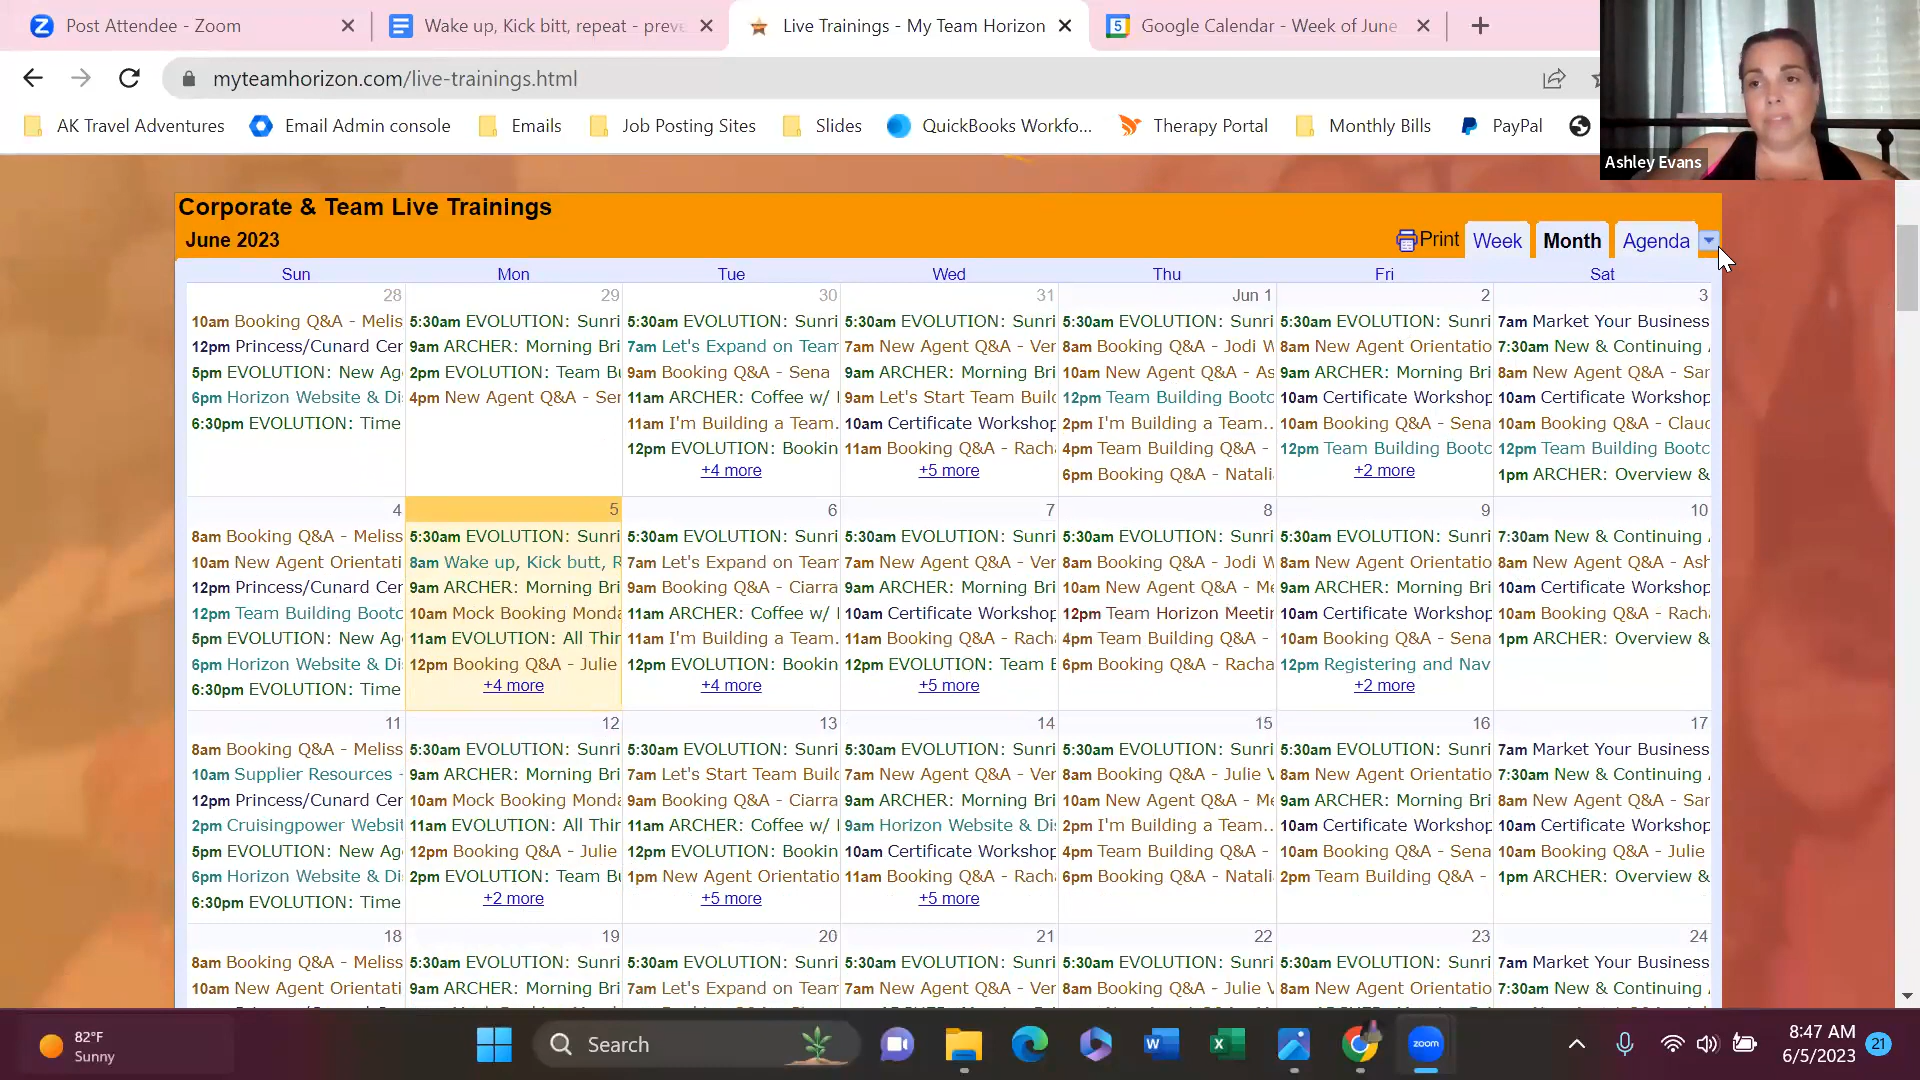 Post Attendee - Zoom
Wake up, Kick bitt, repeat - preve
Live Trainings - My Team Horizon
5 Google Calendar - Week of June
myteamhorizon.com/live-trainings.html
AK Travel Adventures Email Admin console Emails Job Posting Sites Slides QuickBooks Workfo... Therapy Portal Monthly Bills PayPal
Ashley Evans
Corporate & Team Live Trainings
June 2023
Print Week Month Agenda
Sun Mon Tue Wed Thu Fri Sat
28 29 30 31 Jun 1 2 3
10am Booking Q&A - Melis 5:30am EVOLUTION: Sunri 5:30am EVOLUTION: Sunri 5:30am EVOLUTION: Sunri 5:30am EVOLUTION: Sunri 5:30am EVOLUTION: Sunri 7am Market Your Business
12pm Princess/Cunard Cer 9am ARCHER: Morning Bri 7am Let's Expand on Team 7am New Agent Q&A - Ver 8am Booking Q&A - Jodi W 8am New Agent Orientatio 7:30am New & Continuing
5pm EVOLUTION: New Ag 2pm EVOLUTION: Team Bu 9am Booking Q&A - Sena 9am ARCHER: Morning Bri 10am New Agent Q&A - As 9am ARCHER: Morning Bri 8am New Agent Q&A - Sar
6pm Horizon Website & Di 4pm New Agent Q&A - Ser 11am ARCHER: Coffee w/ 9am Let's Start Team Buil 12pm Team Building Bootc 10am Certificate Workshop 10am Certificate Workshop
6:30pm EVOLUTION: Time 11am I'm Building a Team. 10am Certificate Workshop 2pm I'm Building a Team.. 10am Booking Q&A - Sena 10am Booking Q&A - Clauc
12pm EVOLUTION: Bookin 11am Booking Q&A - Rach 4pm Team Building Q&A - 12pm Team Building Bootc 12pm Team Building Bootc
+4 more +5 more 6pm Booking Q&A - Natali +2 more 1pm ARCHER: Overview &
4 5 6 7 8 9 10
8am Booking Q&A - Meliss 5:30am EVOLUTION: Sunri 5:30am EVOLUTION: Sunri 5:30am EVOLUTION: Sunri 5:30am EVOLUTION: Sunri 5:30am EVOLUTION: Sunri 7:30am New & Continuing
10am New Agent Orientati 8am Wake up, Kick butt, R 7am Let's Expand on Team 7am New Agent Q&A - Ver 8am Booking Q&A - Jodi W 8am New Agent Orientatio 8am New Agent Q&A - Ash
12pm Princess/Cunard Cer 9am ARCHER: Morning Bri 9am Booking Q&A - Ciarra 9am ARCHER: Morning Bri 10am New Agent Q&A - Me 9am ARCHER: Morning Bri 10am Certificate Workshop
12pm Team Building Bootc 10am Mock Booking Monda 11am ARCHER: Coffee w/ 10am Certificate Workshop 12pm Team Horizon Meetir 10am Certificate Workshop 10am Booking Q&A - Rach
5pm EVOLUTION: New Ag 11am EVOLUTION: All Thir 11am I'm Building a Team. 11am Booking Q&A - Rach 4pm Team Building Q&A - 10am Booking Q&A - Sena 1pm ARCHER: Overview &
6pm Horizon Website & Di 12pm Booking Q&A - Julie 12pm EVOLUTION: Bookin 12pm EVOLUTION: Team E 6pm Booking Q&A - Racha 12pm Registering and Nav
6:30pm EVOLUTION: Time +4 more +4 more +5 more +2 more
11 12 13 14 15 16 17
8am Booking Q&A - Meliss 5:30am EVOLUTION: Sunri 5:30am EVOLUTION: Sunri 5:30am EVOLUTION: Sunri 5:30am EVOLUTION: Sunri 5:30am EVOLUTION: Sunri 7am Market Your Business
10am Supplier Resources - 9am ARCHER: Morning Bri 7am Let's Start Team Buil 7am New Agent Q&A - Ver 8am Booking Q&A - Julie V 8am New Agent Orientatio 7:30am New & Continuing
12pm Princess/Cunard Cer 10am Mock Booking Monda 9am Booking Q&A - Ciarra 9am ARCHER: Morning Bri 10am New Agent Q&A - Me 9am ARCHER: Morning Bri 8am New Agent Q&A - Sar
2pm Cruisingpower Websit 11am EVOLUTION: All Thir 11am ARCHER: Coffee w/ 9am Horizon Website & Di 2pm I'm Building a Team.. 10am Certificate Workshop 10am Certificate Workshop
5pm EVOLUTION: New Ag 12pm Booking Q&A - Julie 12pm EVOLUTION: Bookin 10am Certificate Workshop 4pm Team Building Q&A - 10am Booking Q&A - Sena 10am Booking Q&A - Julie
6pm Horizon Website & Di 2pm EVOLUTION: Team Bu 1pm New Agent Orientatio 11am Booking Q&A - Rach 6pm Booking Q&A - Natali 2pm Team Building Q&A - 1pm ARCHER: Overview &
6:30pm EVOLUTION: Time +2 more +5 more +5 more
18 19 20 21 22 23 24
8am Booking Q&A - Meliss 5:30am EVOLUTION: Sunri 5:30am EVOLUTION: Sunri 5:30am EVOLUTION: Sunri 5:30am EVOLUTION: Sunri 5:30am EVOLUTION: Sunri 7am Market Your Business
10am New Agent Orientati 9am ARCHER: Morning Bri 7am Let's Expand on Team 7am New Agent Q&A - Ver 8am Booking Q&A - Julie V 8am New Agent Orientatio 7:30am New & Continuing
82°F
Sunny
Search
zoom
8:47 AM
6/5/2023
21